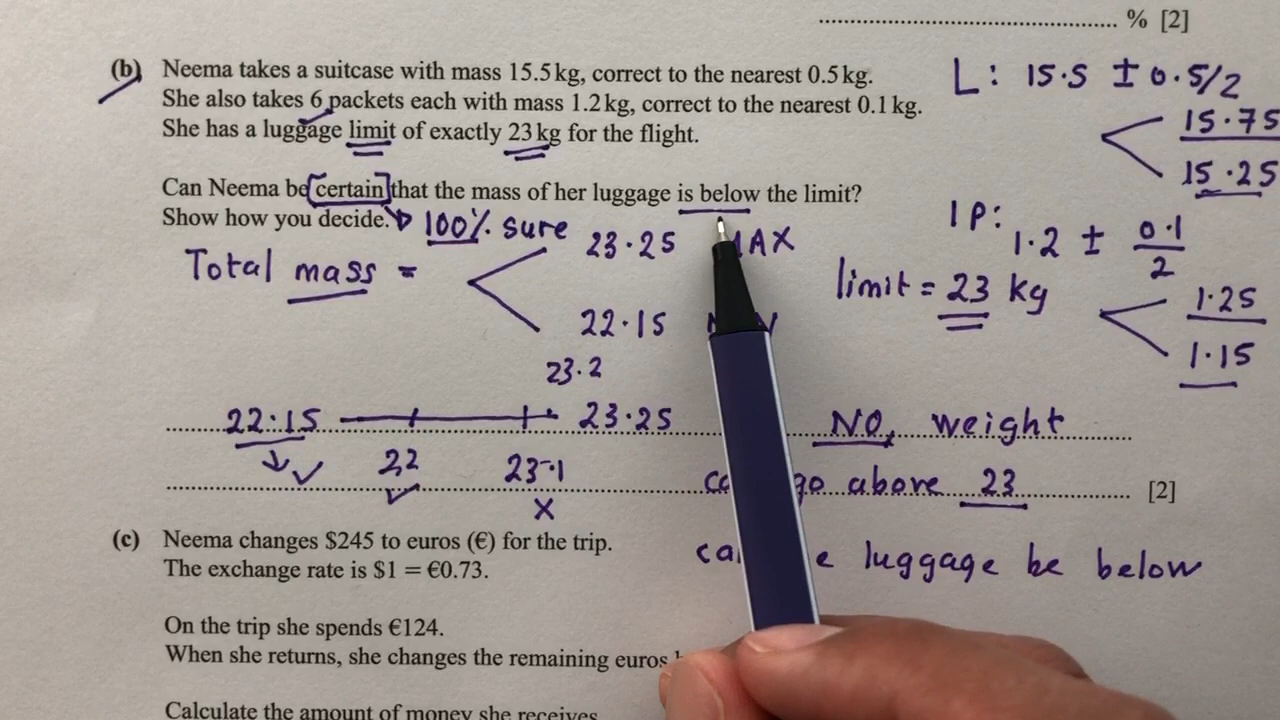 % [2]
(b) Neema takes a suitcase with mass 15.5 kg, correct to the nearest 0.5 kg.
She also takes 6 packets each with mass 1.2 kg, correct to the nearest 0.1 kg.
She has a luggage limit of exactly 23 kg for the flight.
L: 15.5 ± 0.5/2
15.75
15.25
Can Neema be certain that the mass of her luggage is below the limit?
Show how you decide. 100% sure
1P: 1.2 ± 0.1/2
1.25
1.15
Total mass =
23.25
22.15
limit = 23 kg
23.2
22.15 23.25
22 23.1
NO, weight
go above 23
[2]
luggage be below
(c) Neema changes $245 to euros (€) for the trip.
The exchange rate is $1 = €0.73.
On the trip she spends €124.
When she returns, she changes the remaining euros
Calculate the amount of money she receives